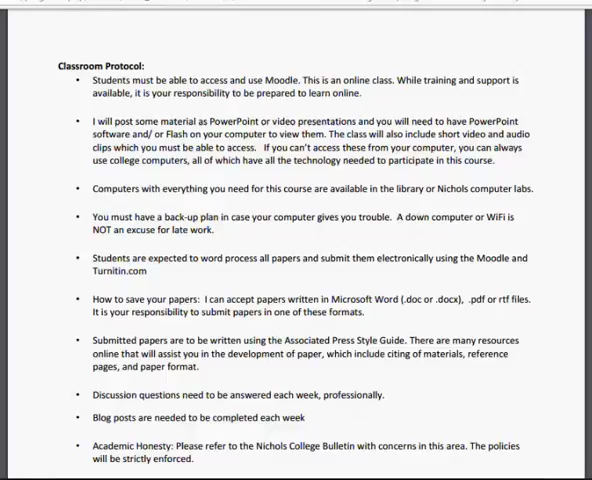 Classroom Protocol:
• Students must be able to access and use Moodle. This is an online class. While training and support is
available, it is your responsibility to be prepared to learn online.
• I will post some material as PowerPoint or video presentations and you will need to have PowerPoint
software and/ or Flash on your computer to view them. The class will also include short video and audio
clips which you must be able to access. If you can't access these from your computer, you can always
use college computers, all of which have all the technology needed to participate in this course.
• Computers with everything you need for this course are available in the library or Nichols computer labs.
• You must have a back-up plan in case your computer gives you trouble. A down computer or WiFi is
NOT an excuse for late work.
• Students are expected to word process all papers and submit them electronically using the Moodle and
Turnitin.com
• How to save your papers: I can accept papers written in Microsoft Word (.doc or .docx), .pdf or rtf files.
It is your responsibility to submit papers in one of these formats.
• Submitted papers are to be written using the Associated Press Style Guide. There are many resources
online that will assist you in the development of paper, which include citing of materials, reference
pages, and paper format.
• Discussion questions need to be answered each week, professionally.
• Blog posts are needed to be completed each week
• Academic Honesty: Please refer to the Nichols College Bulletin with concerns in this area. The policies
will be strictly enforced.